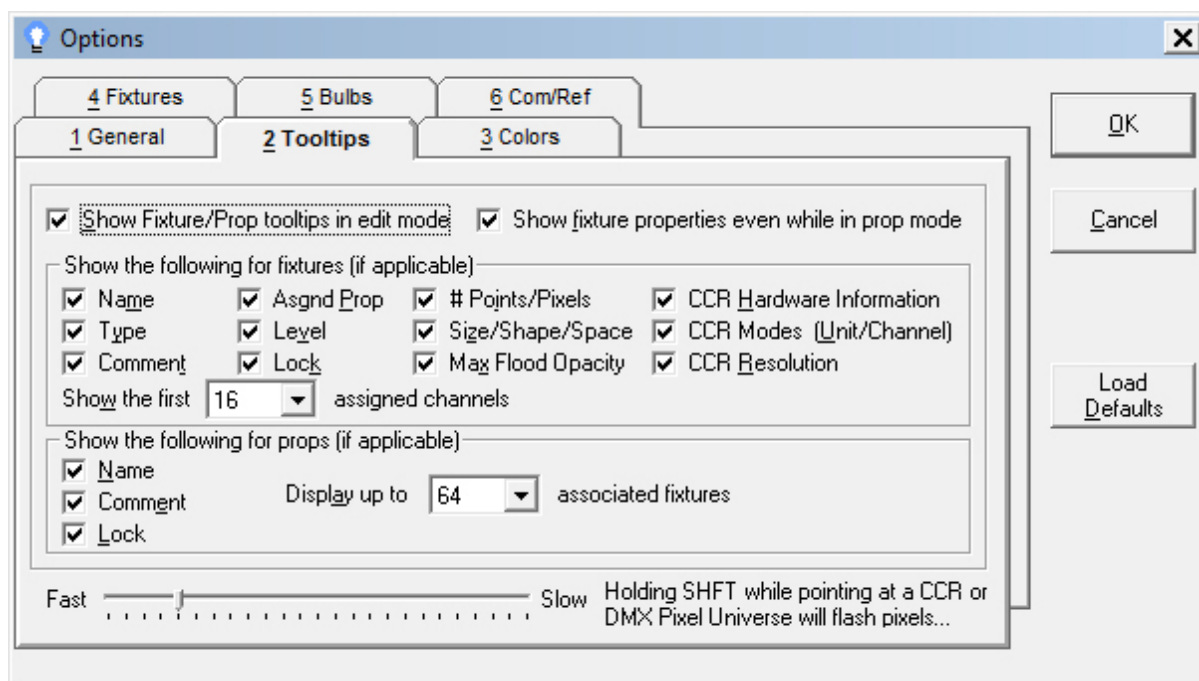 Options
4 Fixtures 5 Bulbs 6 Com/Ref
1 General 2 Tooltips 3 Colors
OK
Cancel
Load
Defaults
Show Fixture/Prop tooltips in edit mode Show fixture properties even while in prop mode
Show the following for fixtures (if applicable)
Name Asgnd Prop # Points/Pixels CCR Hardware Information
Type Level Size/Shape/Space CCR Modes (Unit/Channel)
Comment Lock Max Flood Opacity CCR Resolution
Show the first 16 assigned channels
Show the following for props (if applicable)
Name
Comment Display up to 64 associated fixtures
Lock
Fast Slow Holding SHFT while pointing at a CCR or
DMX Pixel Universe will flash pixels...